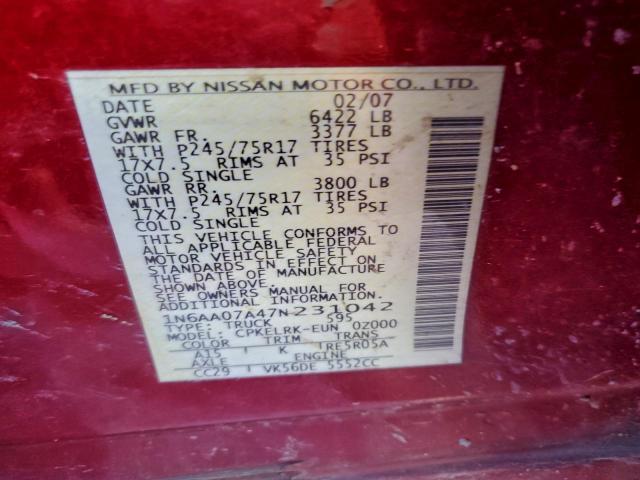 MFD BY NISSAN MOTOR CO., LTD.
DATE 02/07
GVWR 6422 LB
GAWR FR. 3377 LB
WITH P245/75R17 TIRES
17X7.5 RIMS AT 35 PSI
COLD SINGLE
GAWR RR. 3800 LB
WITH P245/75R17 TIRES
17X7.5 RIMS AT 35 PSI
COLD SINGLE
THIS VEHICLE CONFORMS TO
ALL APPLICABLE FEDERAL
MOTOR VEHICLE SAFETY
STANDARDS IN EFFECT ON
THE DATE OF MANUFACTURE
SHOWN ABOVE.
SEE OWNERS MANUAL FOR
ADDITIONAL INFORMATION.
1N6AA07A47N231042
TYPE: TRUCK 595
MODEL: CPKELRK-EUN OZ000
COLOR TRIM TRANS
A15 K TRE5R05A
AXLE ENGINE
CC29 VK56DE 5552CC